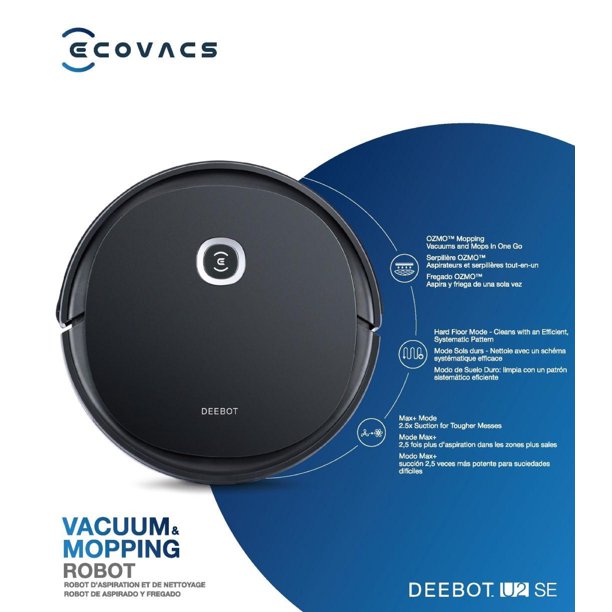 ECOVACS
OZMO™ Mopping
Vacuums and Mops In One Go
Serpillère OZMO™
Aspirateurs et serpillères tout-en-un
Fregado OZMO™
Aspira y friega de una sola vez
Hard Floor Mode - Cleans with an Efficient,
Systematic Pattern
Mode Sols durs - Nettoie avec un schéma
systématique efficace
Modo de Suelo Duro: limpia con un patrón
sistemático eficiente
Max+ Mode
2.5x Suction for Tougher Messes
Mode Max+
2,5 fois plus d'aspiration dans les zones plus sales
Modo Max+
succión 2,5 veces más potente para suciedades
difíciles
DEEBOT
VACUUM&
MOPPING
ROBOT
ROBOT D'ASPIRATION ET DE NETTOYAGE
ROBOT DE ASPIRADO Y FREGADO
DEEBOT U2 SE